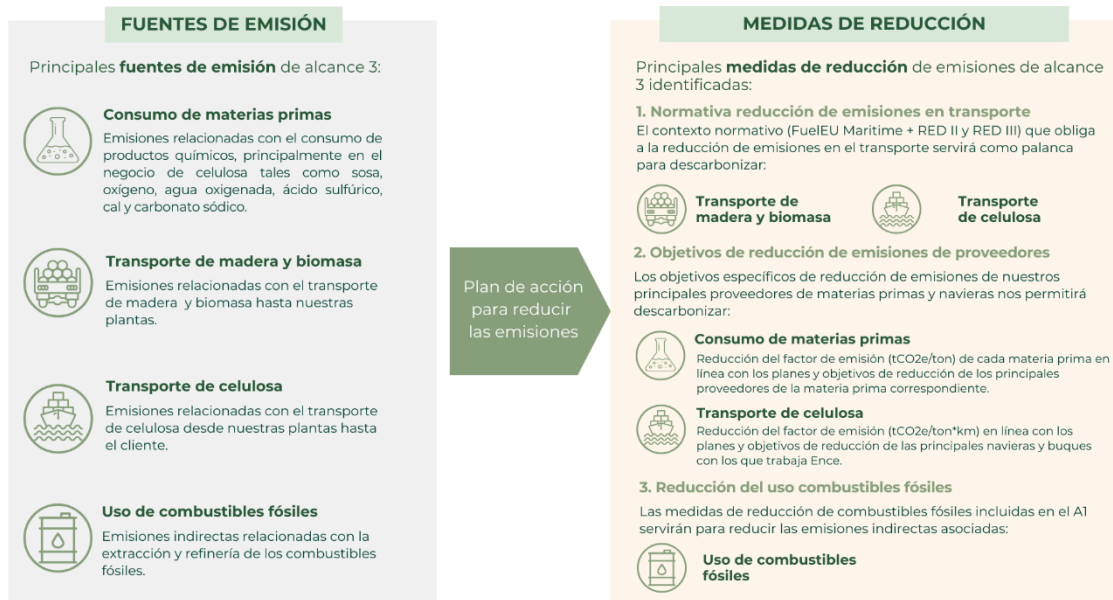 FUENTES DE EMISIÓN
Principales fuentes de emisión de alcance 3:
Consumo de materias primas
Emisiones relacionadas con el consumo de
productos químicos, principalmente en el
negocio de celulosa tales como sosa,
oxígeno, agua oxigenada, ácido sulfúrico,
cal y carbonato sódico.
Transporte de madera y biomasa
Emisiones relacionadas con el transporte
de madera y biomasa hasta nuestras
plantas.
Transporte de celulosa
Emisiones relacionadas con el transporte
de celulosa desde nuestras plantas hasta
el cliente.
Uso de combustibles fósiles
Emisiones indirectas relacionadas con la
extracción y refinería de los combustibles
fósiles.
Plan de acción
para reducir
las emisiones
MEDIDAS DE REDUCCIÓN
Principales medidas de reducción de emisiones de alcance
3 identificadas:
1. Normativa reducción de emisiones en transporte
El contexto normativo (FuelEU Maritime + RED II y RED III) que obliga
a la reducción de emisiones en el transporte servirá como palanca
para descarbonizar:
Transporte de
madera y biomasa
Transporte
de celulosa
2. Objetivos de reducción de emisiones de proveedores
Los objetivos específicos de reducción de emisiones de nuestros
principales proveedores de materias primas y navieras nos permitirá
descarbonizar:
Consumo de materias primas
Reducción del factor de emisión (tCO2e/ton) de cada materia prima en
línea con los planes y objetivos de reducción de los principales
proveedores de la materia prima correspondiente.
Transporte de celulosa
Reducción del factor de emisión (tCO2e/ton*km) en línea con los
planes y objetivos de reducción de las principales navieras y buques
con los que trabaja Ence.
3. Reducción del uso combustibles fósiles
Las medidas de reducción de combustibles fósiles incluidas en el A1
servirán para reducir las emisiones indirectas asociadas:
Uso de combustibles
fósiles